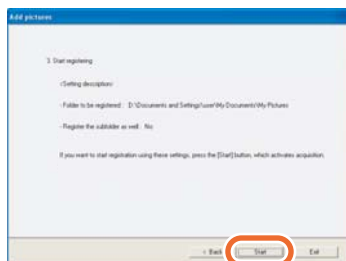 Add pictures
3. Start registering
<Setting description>
- Folder to be registered : D:\Documents and Settings\user\My Documents\My Pictures
- Register the subfolder as well : No
If you want to start registration using these settings, press the [Start] button, which activates acquisition.
< Back Start Exit